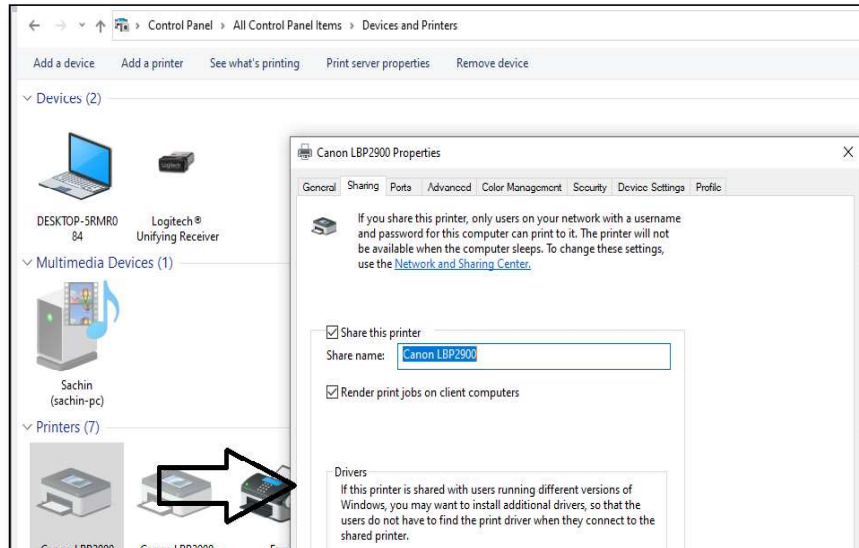 Control Panel > All Control Panel Items > Devices and Printers
Add a device Add a printer See what's printing Print server properties Remove device
Devices (2)
DESKTOP-5RMR0
84
Logitech®
Unifying Receiver
Multimedia Devices (1)
Sachin
(sachin-pc)
Printers (7)
Canon LBP2900 Properties
General Sharing Ports Advanced Color Management Security Device Settings Profile
If you share this printer, only users on your network with a username
and password for this computer can print to it. The printer will not
be available when the computer sleeps. To change these settings,
use the Network and Sharing Center.
Share this printer
Share name: Canon LBP2900
Render print jobs on client computers
Drivers
If this printer is shared with users running different versions of
Windows, you may want to install additional drivers, so that the
users do not have to find the print driver when they connect to the
shared printer.